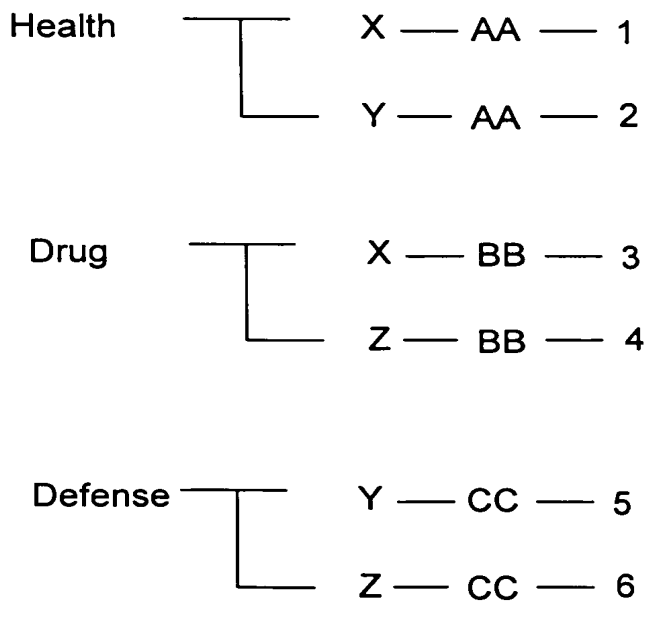 Health X AA 1
Y AA 2
Drug X BB 3
Z BB 4
Defense Y CC 5
Z CC 6